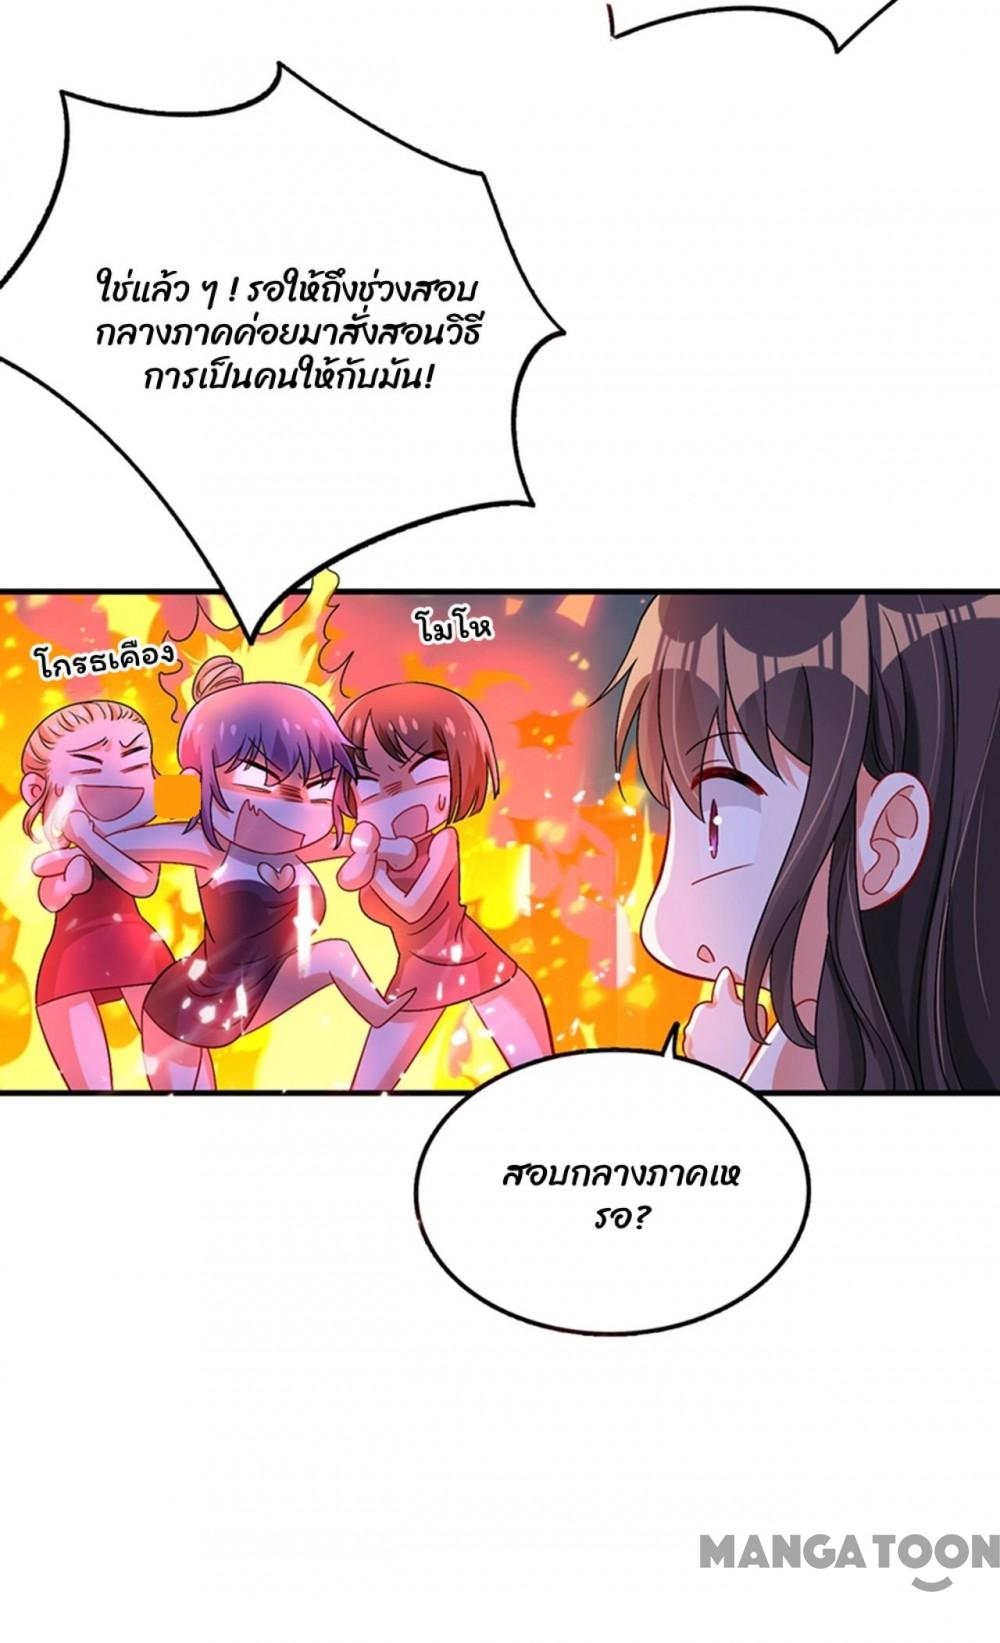 ใช่แล้ว ๆ ! รอให้ถึงช่วงสอบ
กลางภาคค่อยมาสั่งสอนวิธี
การเป็นคนให้กับมัน!
โกรธเคือง
โมโห
สอบกลางภาคเห
รอ?
MANGATOON